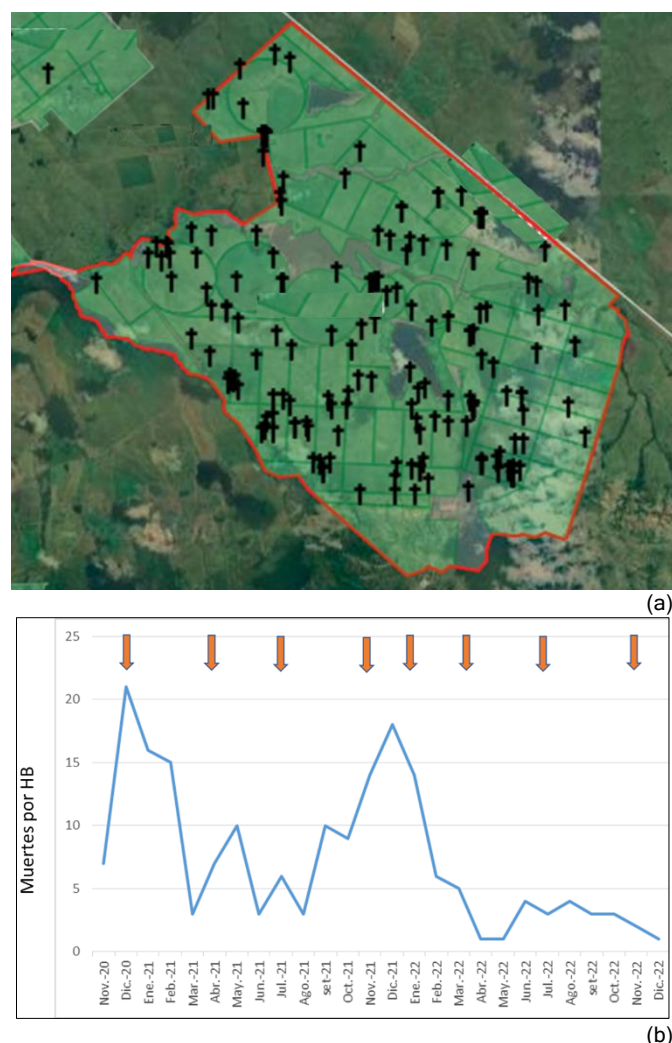 (a)
25
20
15
10
5
0
Muertes por HB
Nov.-20
Dic.-20
Ene.-21
Feb.-21
Mar.-21
Abr.-21
May.-21
Jun.-21
Jul.-21
Ago.-21
set-21
Oct.-21
Nov.-21
Dic.-21
Ene.-22
Feb.-22
Mar.-22
Abr.-22
May.-22
Jun.-22
Jul.-22
Ago.-22
set-22
Oct.-22
Nov.-22
Dic.-22
(b)